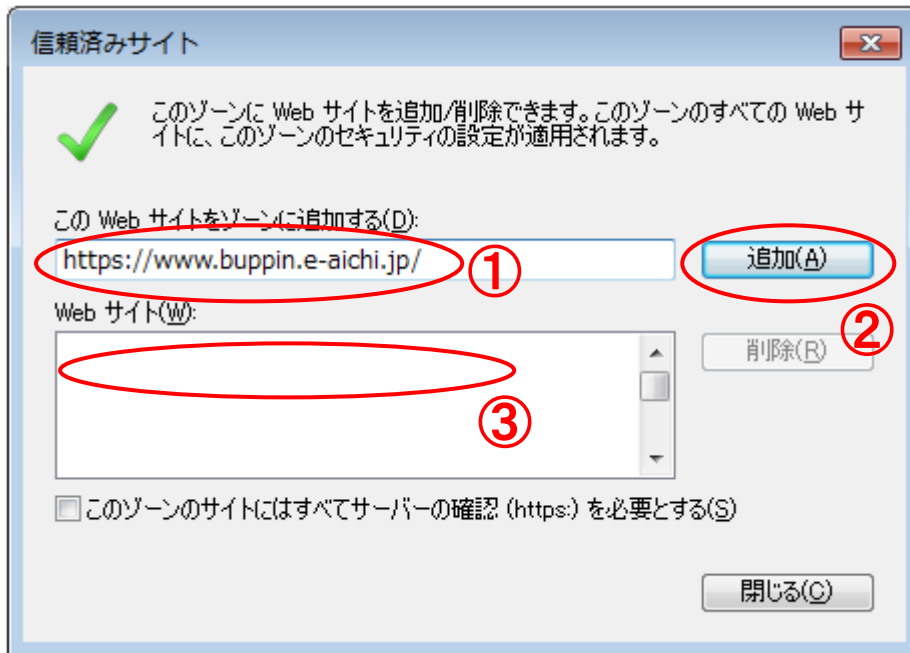 信頼済みサイト
このゾーンに Web サイトを追加/削除できます。このゾーンのすべての Web サ
イトに、このゾーンのセキュリティの設定が適用されます。
この Web サイトをゾーンに追加する(D):
https://www.buppin.e-aichi.jp/
①
追加(A)
②
Web サイト(W):
削除(R)
③
このゾーンのサイトにはすべてサーバーの確認 (https:) を必要とする(S)
閉じる(C)